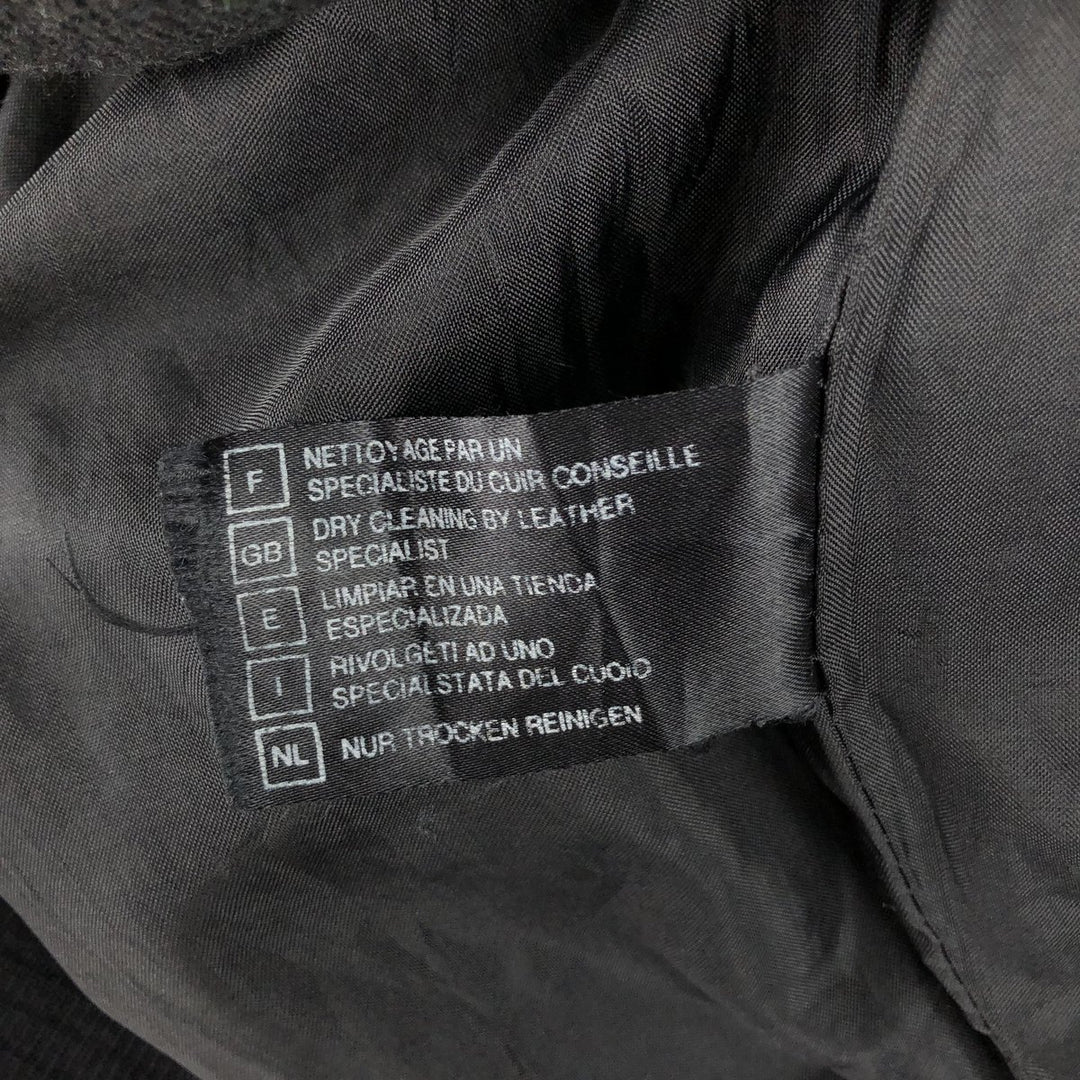 F NETTOYAGE PAR UN
SPECIALISTE DU CUIR CONSEILLE
GB DRY CLEANING BY LEATHER
SPECIALIST
E LIMPIAR EN UNA TIENDA
ESPECIALIZADA
I RIVOLGETI AD UNO
SPECIALSTATA DEL CUOIO
NL NUR TROCKEN REINIGEN